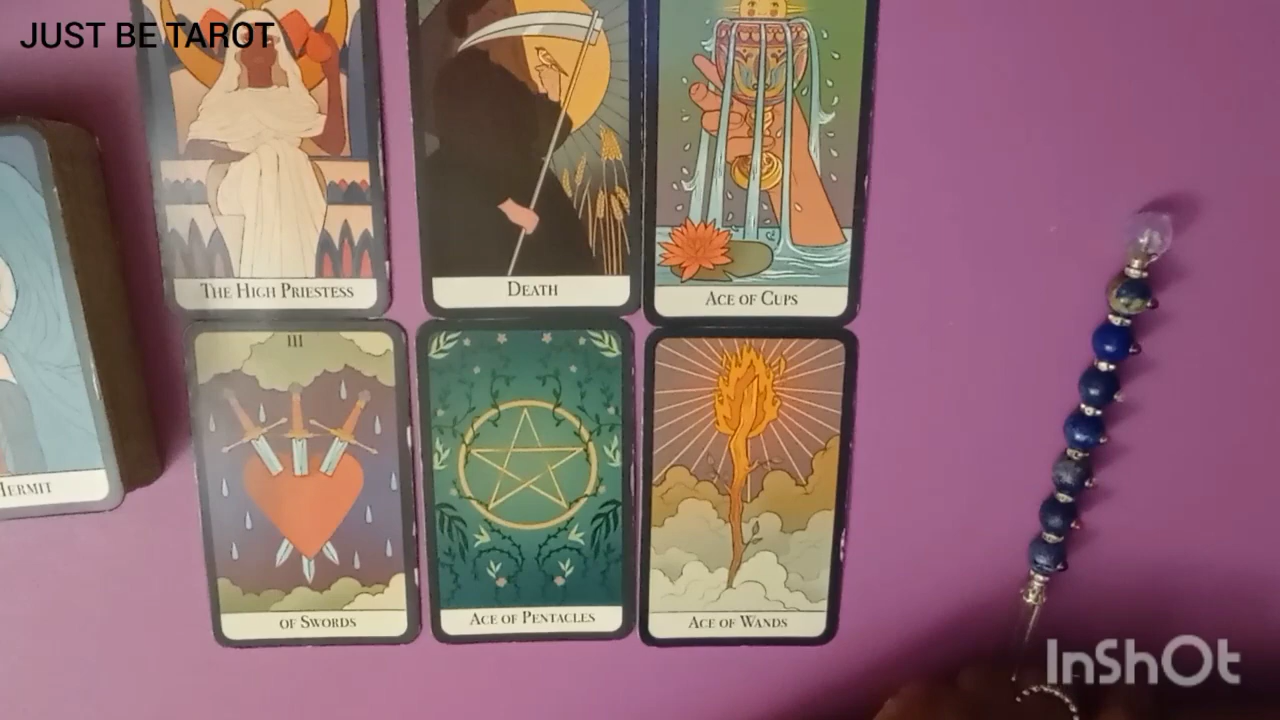 JUST BE TAROT
THE HIGH PRIESTESS
DEATH
ACE OF CUPS
III
HERMIT
OF SWORDS
ACE OF PENTACLES
ACE OF WANDS
InShOt